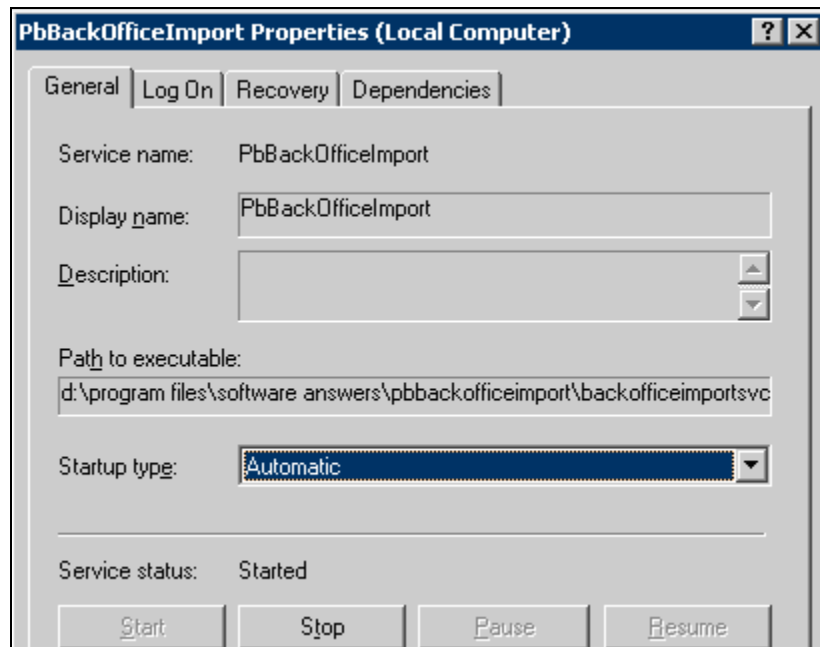 PbBackOfficeImport Properties (Local Computer) ? X
General Log On Recovery Dependencies
Service name: PbBackOfficeImport
Display name: PbBackOfficeImport
Description:
Path to executable:
d:\program files\software answers\pbbackofficeimport\backofficeimportsvc
Startup type: Automatic
Service status: Started
Start Stop Pause Resume